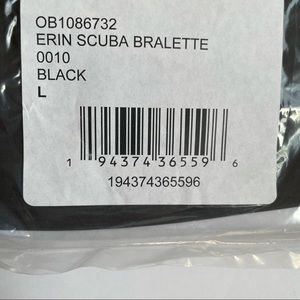 OB1086732
ERIN SCUBA BRALETTE
0010
BLACK
L
1 94374 36559 6
194374365596